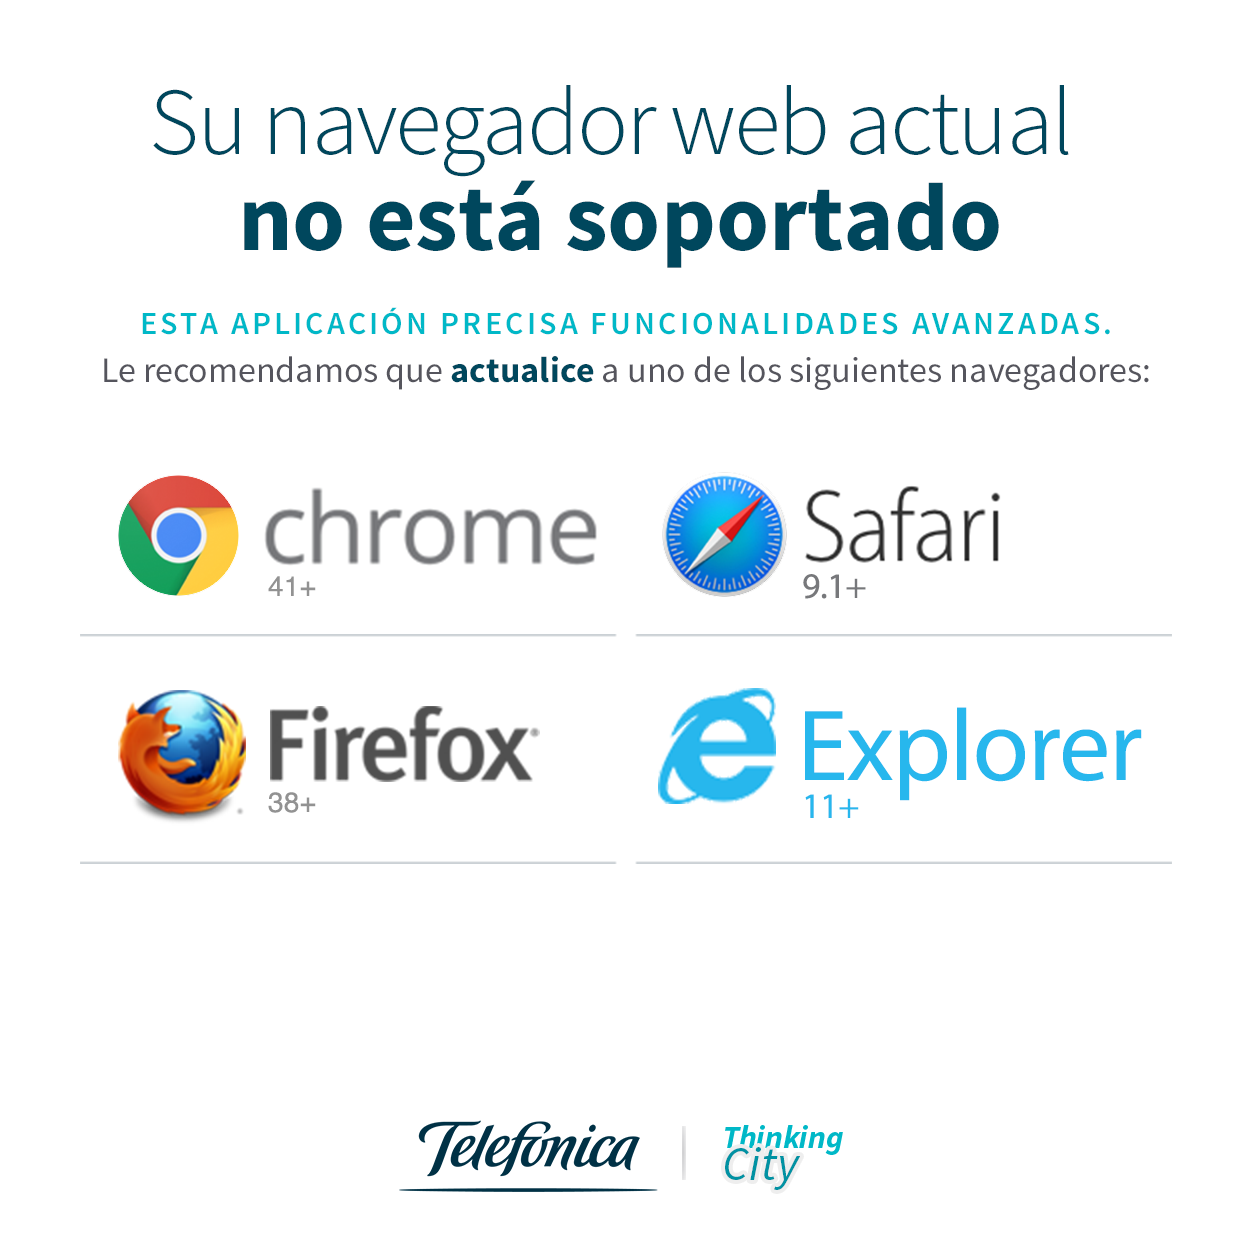 Su navegador web actual
no está soportado
ESTA APLICACIÓN PRECISA FUNCIONALIDADES AVANZADAS.
Le recomendamos que actualice a uno de los siguientes navegadores:
chrome
41+
Safari
9.1+
Firefox
38+
Explorer
11+
Telefónica
Thinking
City